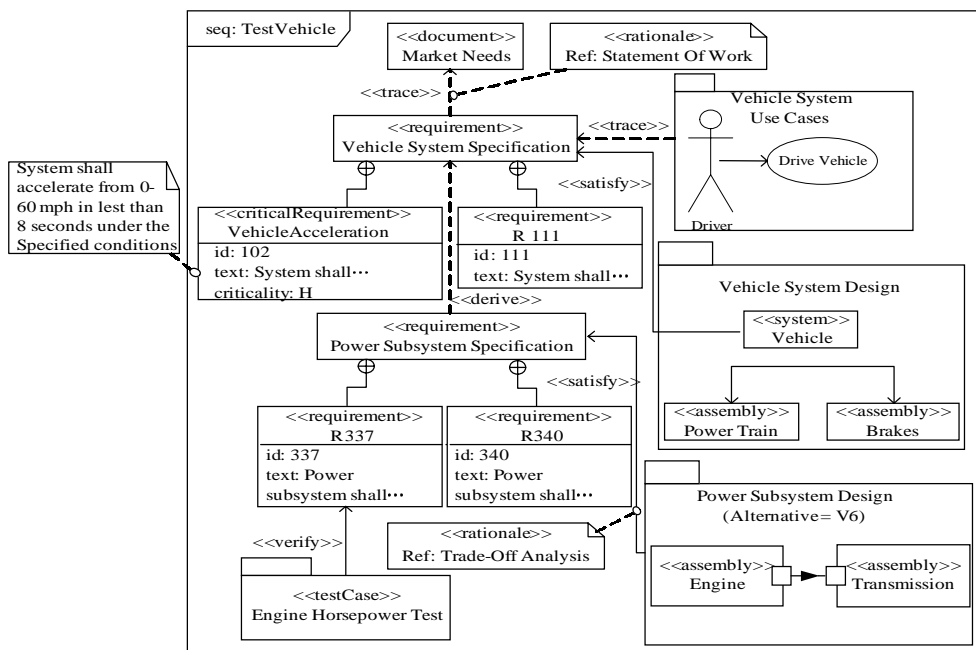 seq: TestVehicle
<<document>>
Market Needs
<<rationale>>
Ref: Statement Of Work
<<trace>>
<<requirement>>
Vehicle System Specification
<<trace>>
Vehicle System
Use Cases
Drive Vehicle
Driver
System shall
accelerate from 0-
60 mph in lest than
8 seconds under the
Specified conditions
<<criticalRequirement>>
VehicleAcceleration
id: 102
text: System shall…
criticality: H
<<requirement>>
R 111
id: 111
text: System shall…
<<satisfy>>
<<derive>>
Vehicle System Design
<<system>>
Vehicle
<<assembly>>
Power Train
<<assembly>>
Brakes
<<requirement>>
Power Subsystem Specification
<<satisfy>>
<<requirement>>
R337
id: 337
text: Power
subsystem shall…
<<requirement>>
R340
id: 340
text: Power
subsystem shall…
<<verify>>
<<rationale>>
Ref: Trade-Off Analysis
<<testCase>>
Engine Horsepower Test
Power Subsystem Design
(Alternative= V6)
<<assembly>>
Engine
<<assembly>>
Transmission